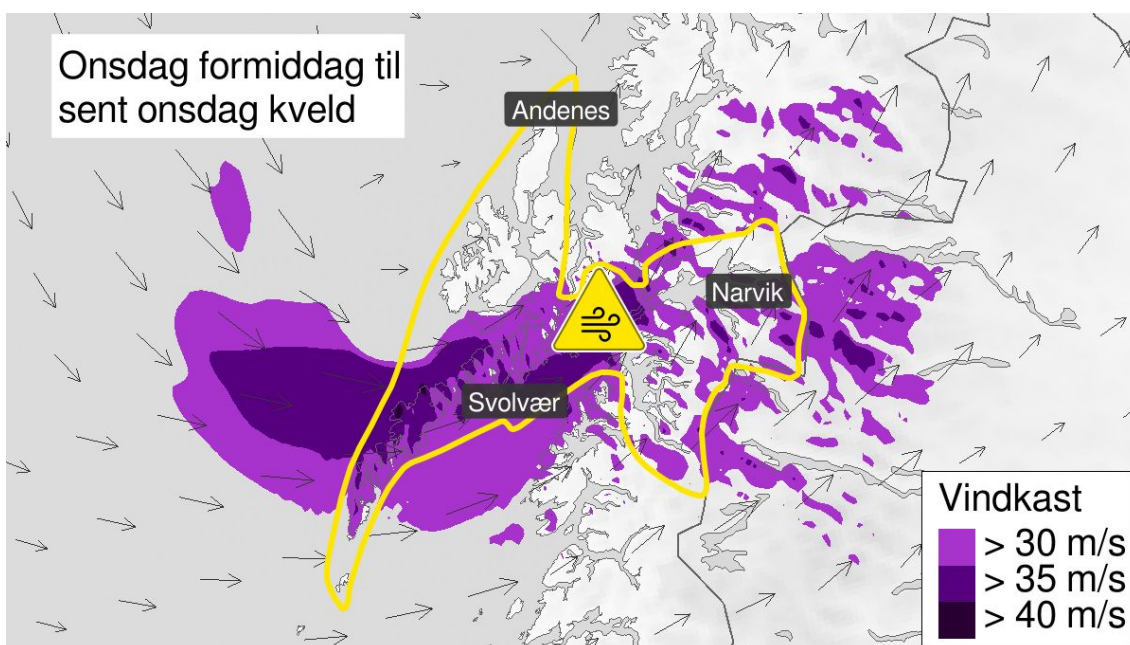 Onsdag formiddag til
sent onsdag kveld
Andenes
Narvik
Svolvær
Vindkast
> 30 m/s
> 35 m/s
> 40 m/s